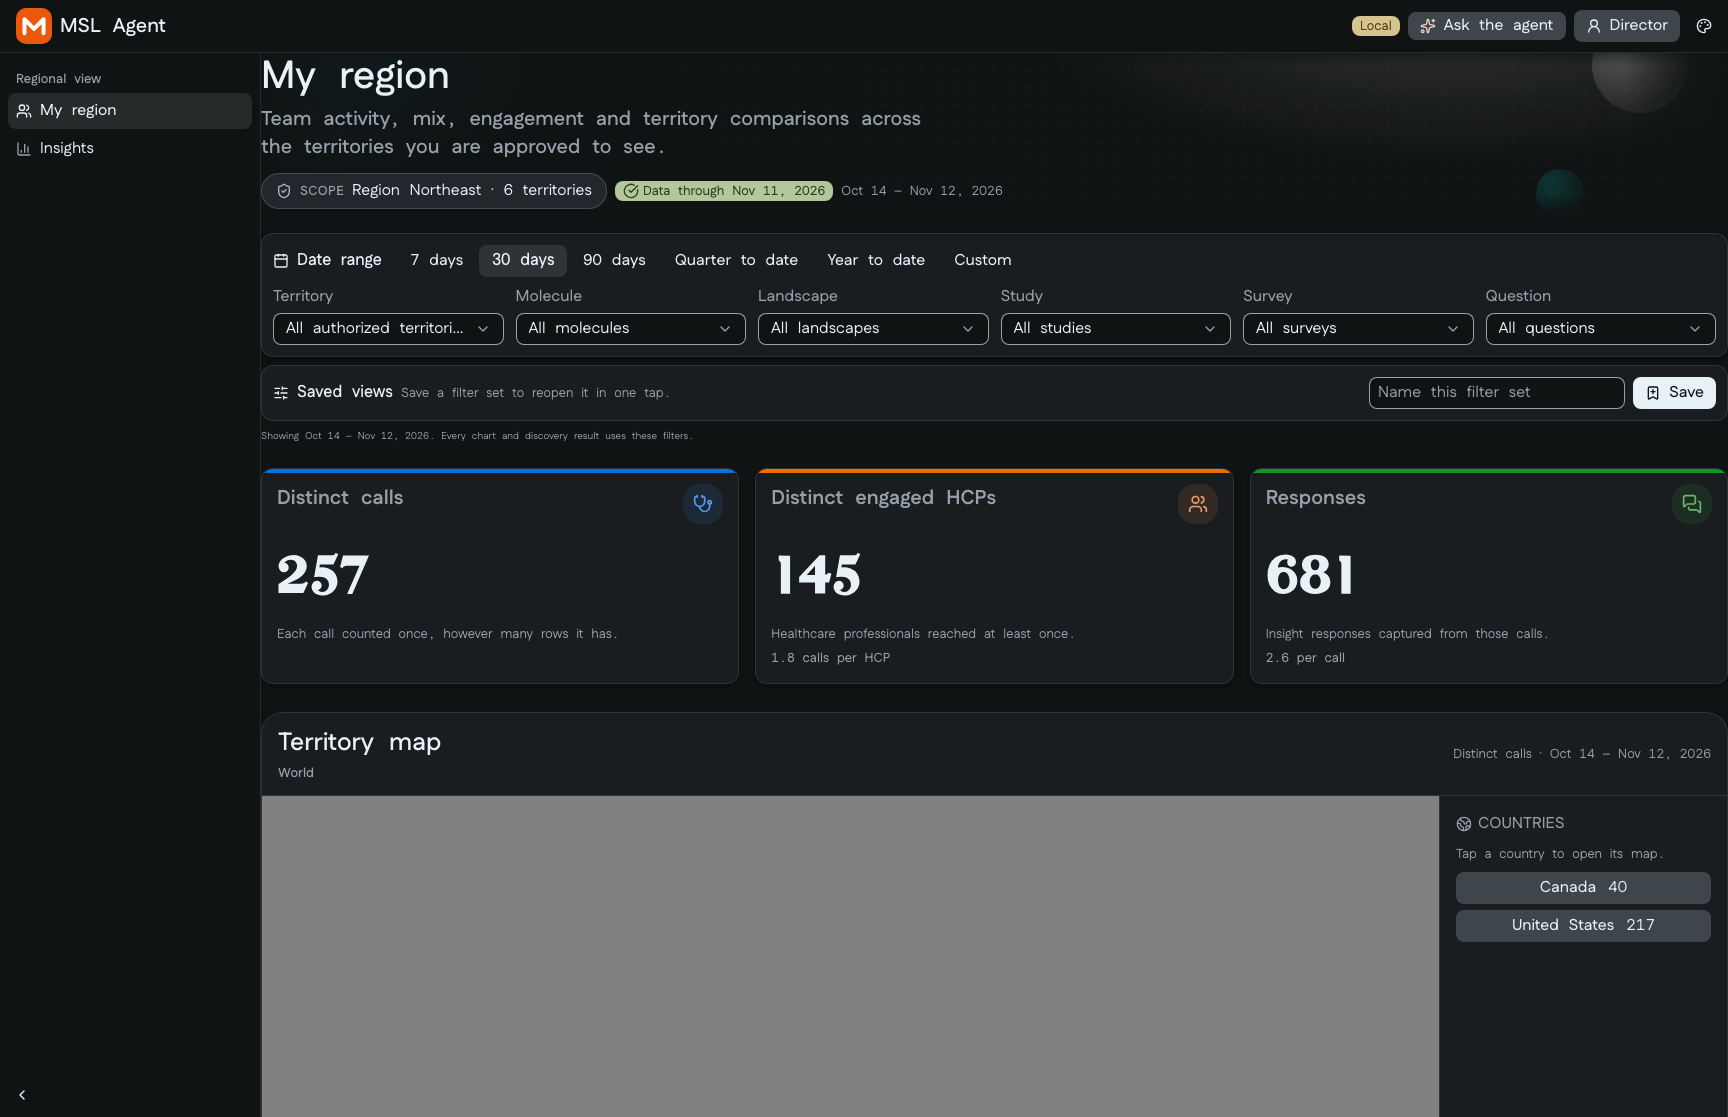 MSL Agent
Local
Ask the agent
Director
Regional view
My region
Insights
My region
Team activity, mix, engagement and territory comparisons across
the territories you are approved to see.
SCOPE Region Northeast · 6 territories
Data through Nov 11, 2026
Oct 14 – Nov 12, 2026
Date range
7 days
30 days
90 days
Quarter to date
Year to date
Custom
Territory
Molecule
Landscape
Study
Survey
Question
All authorized territori...
All molecules
All landscapes
All studies
All surveys
All questions
Saved views
Save a filter set to reopen it in one tap.
Name this filter set
Save
Showing Oct 14 – Nov 12, 2026. Every chart and discovery result uses these filters.
Distinct calls
257
Each call counted once, however many rows it has.
Distinct engaged HCPs
145
Healthcare professionals reached at least once.
1.8 calls per HCP
Responses
681
Insight responses captured from those calls.
2.6 per call
Territory map
World
Distinct calls · Oct 14 – Nov 12, 2026
COUNTRIES
Tap a country to open its map.
Canada 40
United States 217